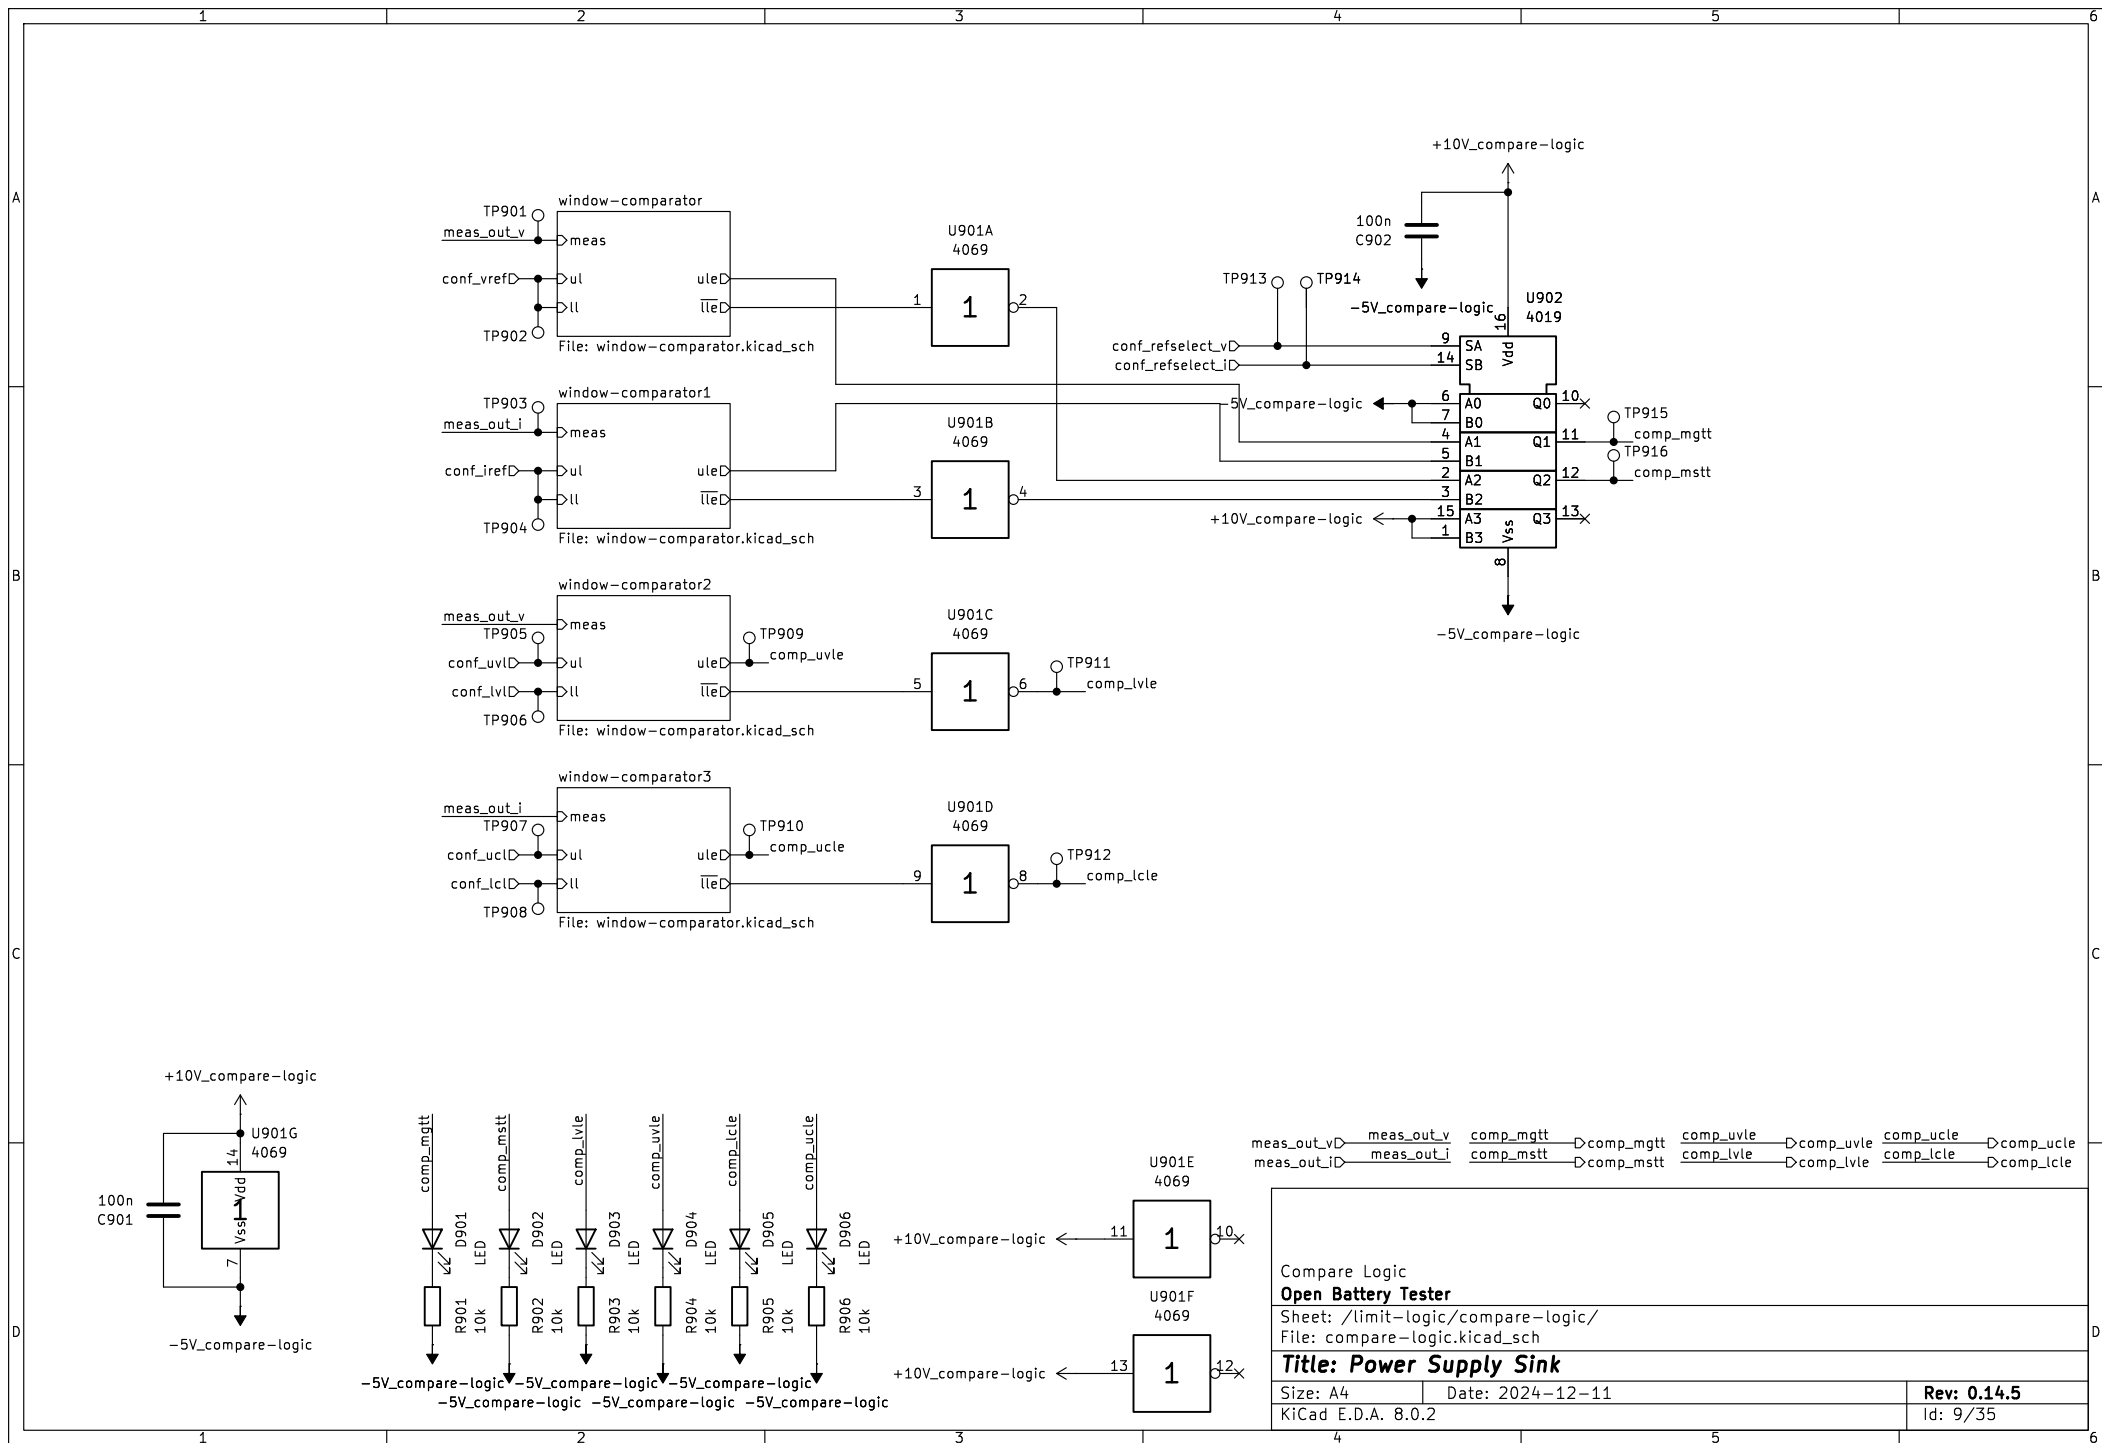 1 2 3 4 5 6
A A
B B
C C
D D
1 2 3 4 5 6
window-comparator
TP901
meas_out_v
meas
conf_vref
ul
ule
ll
lle
TP902
File: window-comparator.kicad_sch
U901A
4069
1
1
2
window-comparator1
TP903
meas_out_i
meas
conf_iref
ul
ule
ll
lle
TP904
File: window-comparator.kicad_sch
U901B
4069
3
1
4
window-comparator2
meas_out_v
meas
TP905
conf_uvl
ul
ule
conf_lvl
ll
lle
TP906
File: window-comparator.kicad_sch
TP909
comp_uvle
U901C
4069
5
1
6
TP911
comp_lvle
window-comparator3
meas_out_i
meas
TP907
conf_ucl
ul
ule
conf_lcl
ll
lle
TP908
File: window-comparator.kicad_sch
TP910
comp_ucle
U901D
4069
9
1
8
TP912
comp_lcle
+10V_compare-logic
100n
C902
-5V_compare-logic
TP913
TP914
U902
4019
16
Vdd
conf_refselect_v
9
SA
conf_refselect_i
14
SB
-5V_compare-logic
6 A0 Q0 10
7 B0
4 A1 Q1 11
5 B1
2 A2 Q2 12
3 B2
+10V_compare-logic
15 A3 Q3 13
1 B3
Vss
8
-5V_compare-logic
TP915
comp_mgtt
TP916
comp_mstt
+10V_compare-logic
U901G
4069
14
Vdd
1
Vss
7
100n
C901
-5V_compare-logic
comp_mgtt
comp_mstt
comp_lvle
comp_uvle
comp_lcle
comp_ucle
D901
LED
D902
LED
D903
LED
D904
LED
D905
LED
D906
LED
R901
10k
R902
10k
R903
10k
R904
10k
R905
10k
R906
10k
-5V_compare-logic -5V_compare-logic -5V_compare-logic
-5V_compare-logic -5V_compare-logic -5V_compare-logic
U901E
4069
+10V_compare-logic
11
1
10
U901F
4069
+10V_compare-logic
13
1
12
meas_out_v meas_out_v comp_mgtt comp_mgtt comp_uvle comp_uvle comp_ucle comp_ucle
meas_out_i meas_out_i comp_mstt comp_mstt comp_lvle comp_lvle comp_lcle comp_lcle
Compare Logic
Open Battery Tester
Sheet: /limit-logic/compare-logic/
File: compare-logic.kicad_sch
Title: Power Supply Sink
Size: A4 Date: 2024-12-11 Rev: 0.14.5
KiCad E.D.A. 8.0.2 Id: 9/35